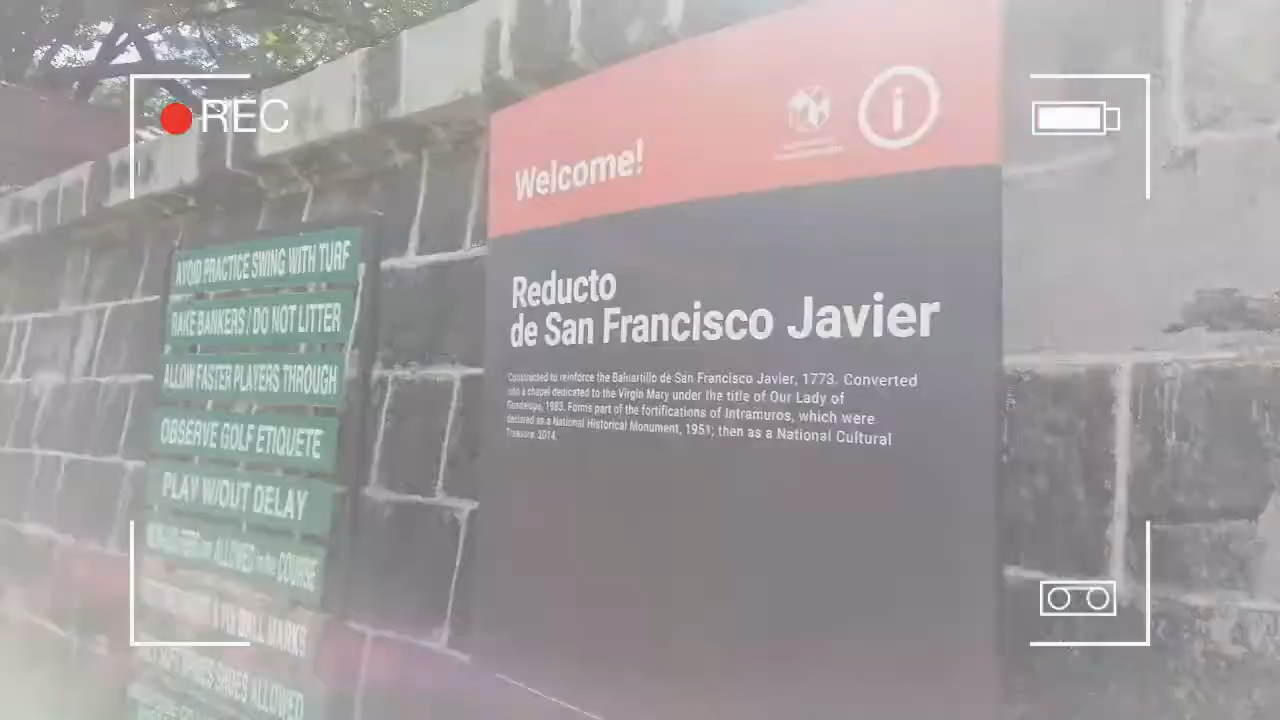 REC
Welcome!
i
Reducto
de San Francisco Javier
Constructed to reinforce the Baluartillo de San Francisco Javier, 1773. Converted
into a chapel dedicated to the Virgin Mary under the title of Our Lady of
Guadalupe, 1983. Forms part of the fortifications of Intramuros, which were
declared as a National Historical Monument, 1951; then as a National Cultural
Treasure, 2014.
AVOID PRACTICE SWING WITH TURF
RAKE BANKERS / DO NOT LITTER
ALLOW FASTER PLAYERS THROUGH
OBSERVE GOLF ETIQUETE
PLAY W/OUT DELAY
ALLOWED in the COURSE
BALL MARKS
SHOES ALLOWED